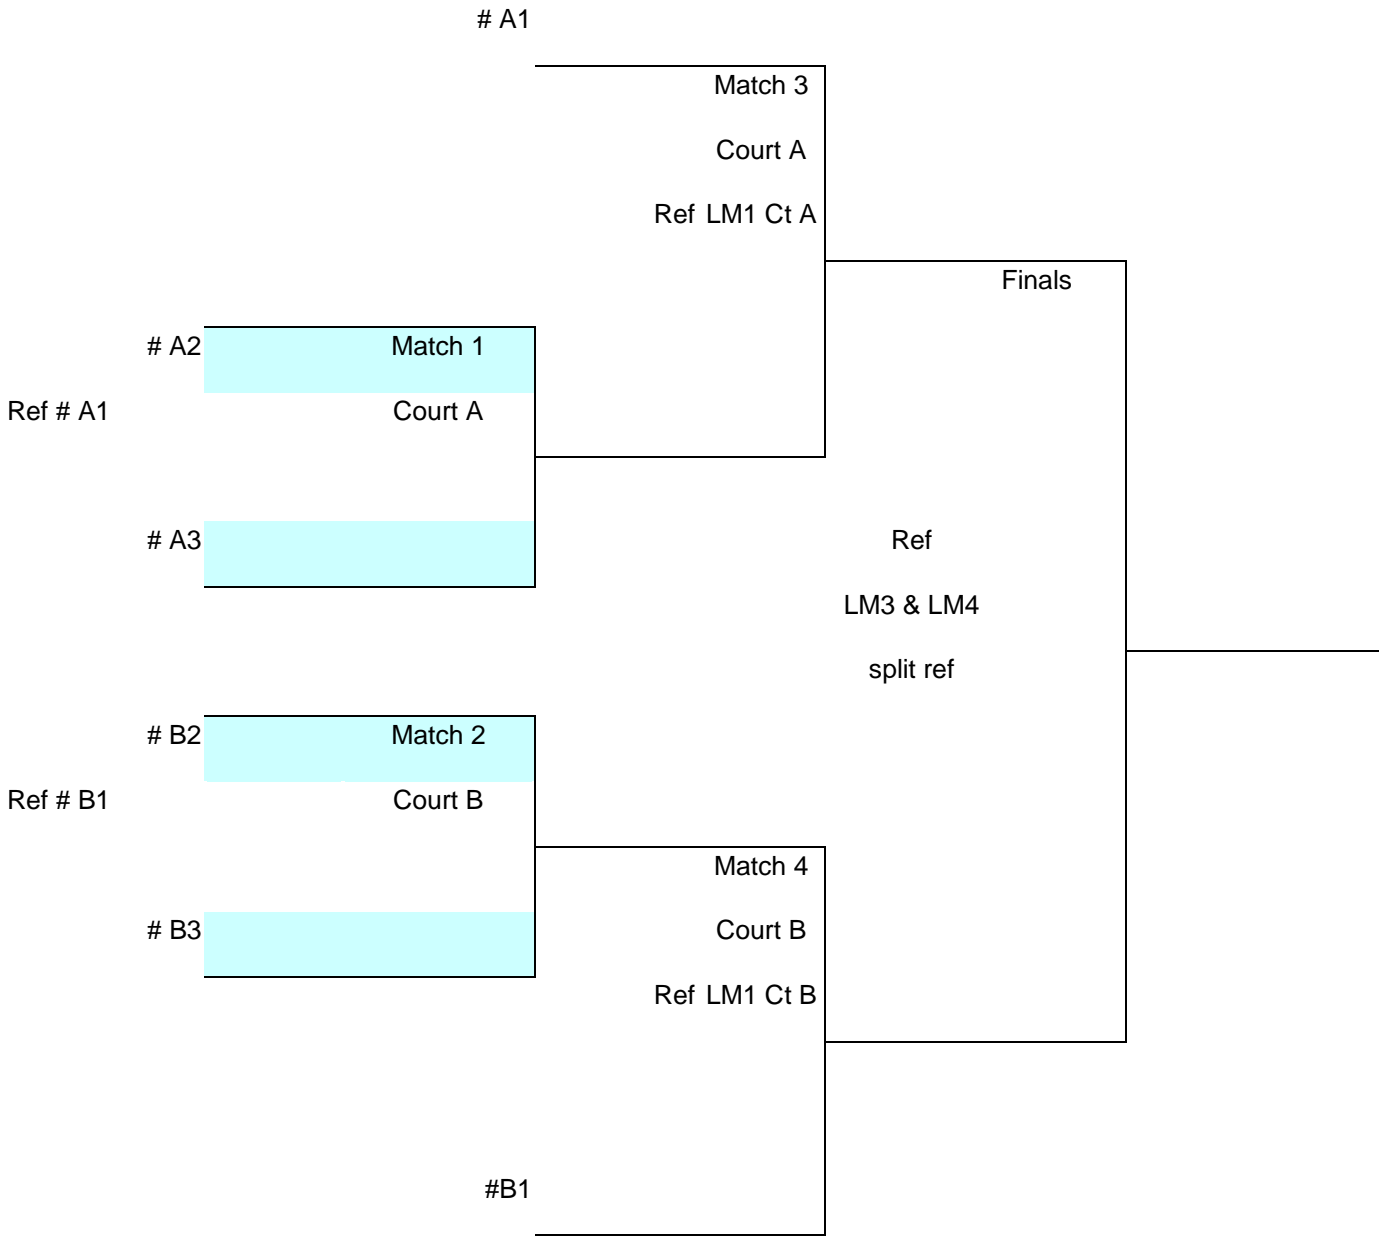 # A1
Match 3
Court A
Ref LM1 Ct A
Finals
# A2 Match 1
Ref # A1 Court A
# A3
Ref
LM3 & LM4
split ref
# B2 Match 2
Ref # B1 Court B
Match 4
# B3 Court B
Ref LM1 Ct B
#B1